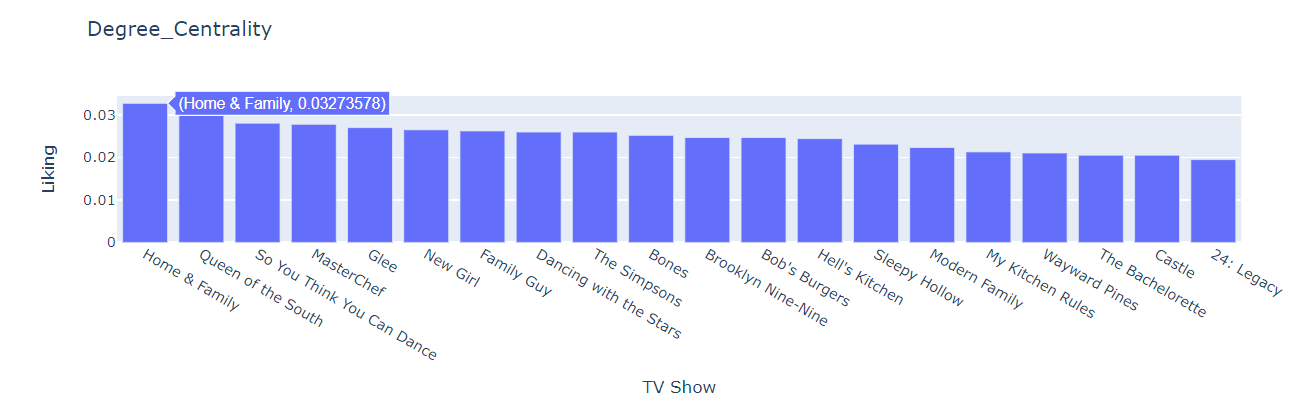 Degree_Centrality
(Home & Family, 0.03273578)
0.03
0.02
0.01
0
Liking
Home & Family
Queen of the South
So You Think You Can Dance
MasterChef
Glee
New Girl
Family Guy
Dancing with the Stars
The Simpsons
Bones
Brooklyn Nine-Nine
Bob's Burgers
Hell's Kitchen
Sleepy Hollow
Modern Family
My Kitchen Rules
Wayward Pines
The Bachelorette
Castle
24: Legacy
TV Show